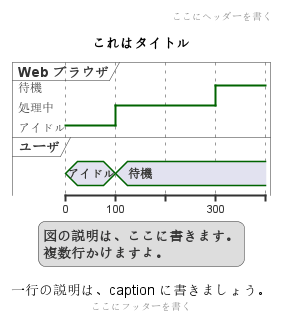 ここにヘッダーを書く
これはタイトル
Web ブラウザ
待機
処理中
アイドル
ユーザ
アイドル 待機
0 100 300
図の説明は、ここに書きます。
複数行かけますよ。
一行の説明は、caption に書きましょう。
ここにフッターを書く